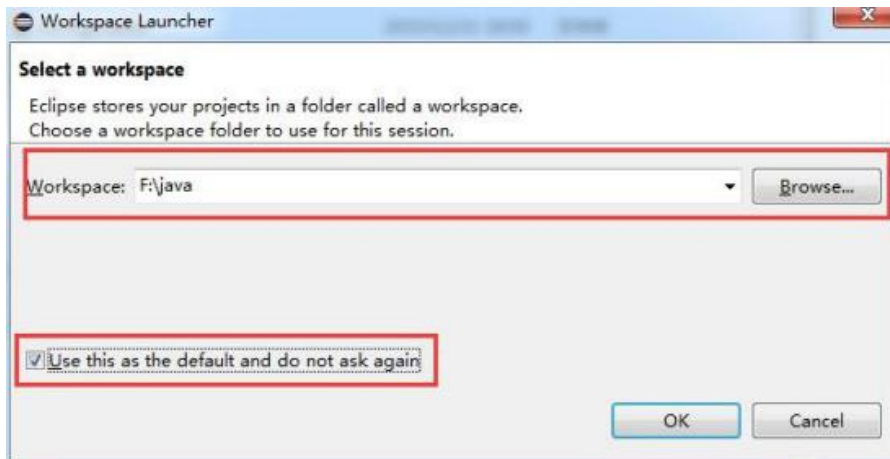 Workspace Launcher
Select a workspace
Eclipse stores your projects in a folder called a workspace.
Choose a workspace folder to use for this session.
Workspace: F:\java Browse...
Use this as the default and do not ask again
OK Cancel